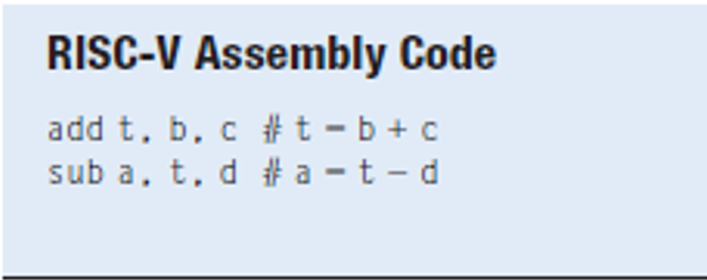 RISC-V Assembly Code
add t, b, c # t = b + c
sub a, t, d # a = t − d